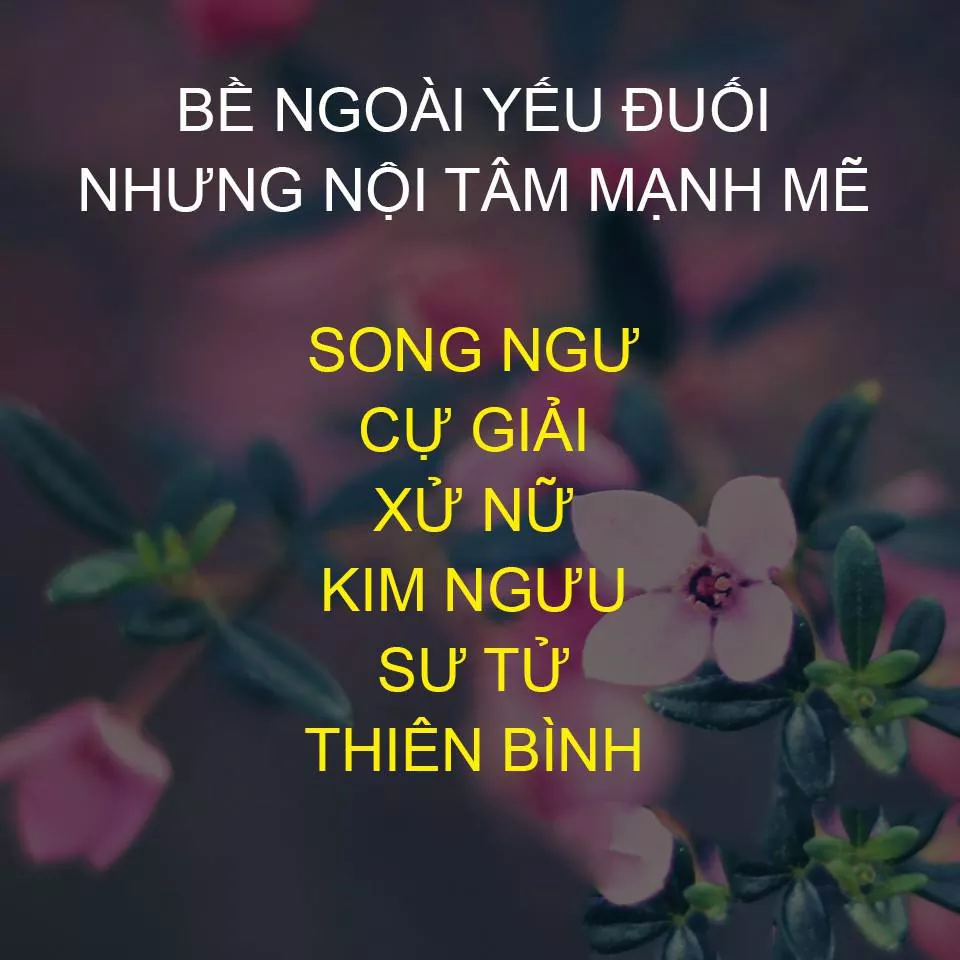 BỀ NGOÀI YẾU ĐUỐI
NHƯNG NỘI TÂM MẠNH MẼ
SONG NGƯ
CỰ GIẢI
XỬ NỮ
KIM NGƯU
SƯ TỬ
THIÊN BÌNH